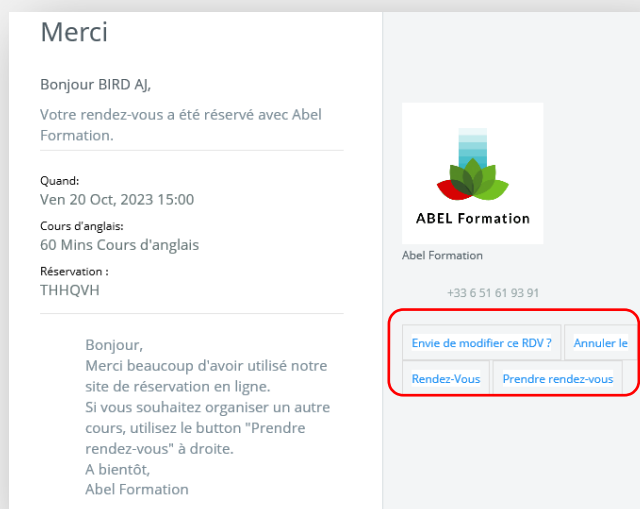 Merci
Bonjour BIRD AJ,
Votre rendez-vous a été réservé avec Abel
Formation.
Quand:
Ven 20 Oct, 2023 15:00
Cours d'anglais:
60 Mins Cours d'anglais
Réservation :
THHQVH
Bonjour,
Merci beaucoup d'avoir utilisé notre
site de réservation en ligne.
Si vous souhaitez organiser un autre
cours, utilisez le button "Prendre
rendez-vous" à droite.
A bientôt,
Abel Formation
ABEL Formation
Abel Formation
+33 6 51 61 93 91
Envie de modifier ce RDV ? Annuler le
Rendez-Vous Prendre rendez-vous